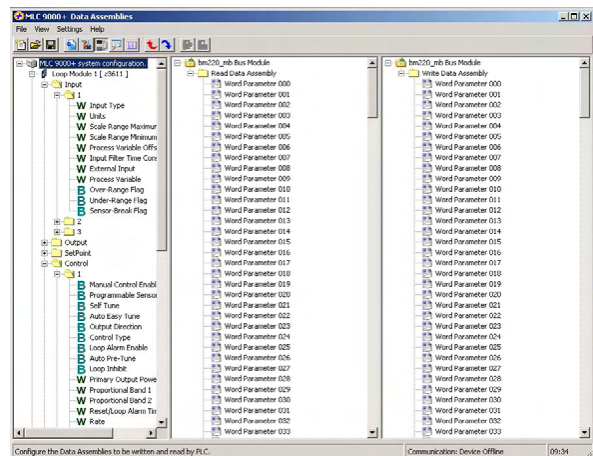 MLC 9000+ Data Assemblies
File View Settings Help
MLC 9000+ system configuration.
Loop Module 1 [ z3611 ]
Input
1
W Input Type
W Units
W Scale Range Maximur
W Scale Range Minimum
W Process Variable Offs
W Input Filter Time Cons
W External Input
W Process Variable
B Over-Range Flag
B Under-Range Flag
B Sensor-Break Flag
2
3
Output
SetPoint
Control
1
B Manual Control Enabl
B Programmable Sensor
B Self Tune
B Auto Easy Tune
B Output Direction
B Control Type
B Loop Alarm Enable
B Auto Pre-Tune
B Loop Inhibit
W Primary Output Powe
W Proportional Band 1
W Proportional Band 2
W Reset/Loop Alarm Tim
W Rate
bm220_mb Bus Module
Read Data Assembly
Word Parameter 000
Word Parameter 001
Word Parameter 002
Word Parameter 003
Word Parameter 004
Word Parameter 005
Word Parameter 006
Word Parameter 007
Word Parameter 008
Word Parameter 009
Word Parameter 010
Word Parameter 011
Word Parameter 012
Word Parameter 013
Word Parameter 014
Word Parameter 015
Word Parameter 016
Word Parameter 017
Word Parameter 018
Word Parameter 019
Word Parameter 020
Word Parameter 021
Word Parameter 022
Word Parameter 023
Word Parameter 024
Word Parameter 025
Word Parameter 026
Word Parameter 027
Word Parameter 028
Word Parameter 029
Word Parameter 030
Word Parameter 031
Word Parameter 032
Word Parameter 033
bm220_mb Bus Module
Write Data Assembly
Word Parameter 000
Word Parameter 001
Word Parameter 002
Word Parameter 003
Word Parameter 004
Word Parameter 005
Word Parameter 006
Word Parameter 007
Word Parameter 008
Word Parameter 009
Word Parameter 010
Word Parameter 011
Word Parameter 012
Word Parameter 013
Word Parameter 014
Word Parameter 015
Word Parameter 016
Word Parameter 017
Word Parameter 018
Word Parameter 019
Word Parameter 020
Word Parameter 021
Word Parameter 022
Word Parameter 023
Word Parameter 024
Word Parameter 025
Word Parameter 026
Word Parameter 027
Word Parameter 028
Word Parameter 029
Word Parameter 030
Word Parameter 031
Word Parameter 032
Word Parameter 033
Configure the Data Assemblies to be written and read by PLC.
Communication: Device Offline
09:34